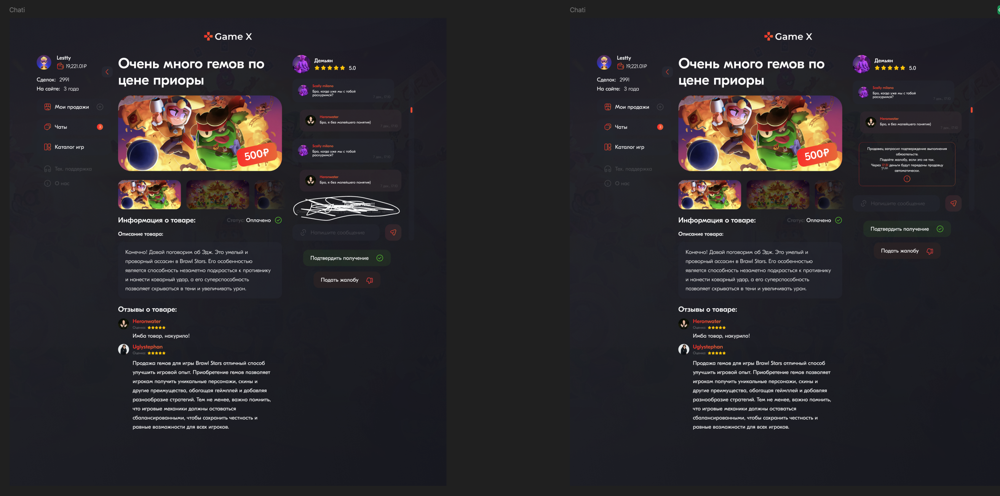 Chati
Game X
Lestty
19,221.01₽
Сделок: 2991
На сайте: 3 года
Мои продажи
Чаты
3
Каталог игр
Тех. поддержка
О нас
Очень много гемов по
цене приоры
500₽
Информация о товаре:
Статус: Оплачено
Описание товара:
Конечно! Давай поговорим об Эдж. Это умелый и
проворный ассасин в Brawl Stars. Его особенностью
является способность незаметно подкрасться к противнику
и нанести коварный удар, а его суперспособность
позволяет скрываться в тени и увеличивать урон.
Отзывы о товаре:
Heronwater
Оценка:
Имба товар, накурило!
Uglystephan
Оценка:
Продажа гемов для игры Brawl Stars отличный способ
улучшить игровой опыт. Приобретение гемов позволяет
игрокам получить уникальные персонажи, скины и
другие преимущества, обогащая геймплей и добавляя
разнообразие стратегий. Тем не менее, важно помнить,
что игровые механики должны оставаться
сбалансированными, чтобы сохранить честность и
равные возможности для всех игроков.
Демьян
5.0
Scally milano
Бро, когда уже мы с тобой
раскуримся?
7 дек., 17:10
Heronwater
Бро, я без малейшего понятия)
7 дек., 17:10
Scally milano
Бро, когда уже мы с тобой
раскуримся?
7 дек., 17:10
Heronwater
Бро, я без малейшего понятия)
7 дек., 17:10
Напишите сообщение
Подтвердить получение
Подать жалобу
Chati
Game X
Lestty
19,221.01₽
Сделок: 2991
На сайте: 3 года
Мои продажи
Чаты
3
Каталог игр
Тех. поддержка
О нас
Очень много гемов по
цене приоры
500₽
Информация о товаре:
Статус: Оплачено
Описание товара:
Конечно! Давай поговорим об Эдж. Это умелый и
проворный ассасин в Brawl Stars. Его особенностью
является способность незаметно подкрасться к противнику
и нанести коварный удар, а его суперспособность
позволяет скрываться в тени и увеличивать урон.
Отзывы о товаре:
Heronwater
Оценка:
Имба товар, накурило!
Uglystephan
Оценка:
Продажа гемов для игры Brawl Stars отличный способ
улучшить игровой опыт. Приобретение гемов позволяет
игрокам получить уникальные персонажи, скины и
другие преимущества, обогащая геймплей и добавляя
разнообразие стратегий. Тем не менее, важно помнить,
что игровые механики должны оставаться
сбалансированными, чтобы сохранить честность и
равные возможности для всех игроков.
Демьян
5.0
Scally milano
Бро, когда уже мы с тобой
раскуримся?
7 дек., 17:10
Heronwater
Бро, я без малейшего понятия)
7 дек., 17:10
Продавец запросил подтверждение выполнения
обязательств.
Подайте жалобу, если это не так.
Через 17:31 деньги будут переданы продавцу
автоматически.
Напишите сообщение
Подтвердить получение
Подать жалобу